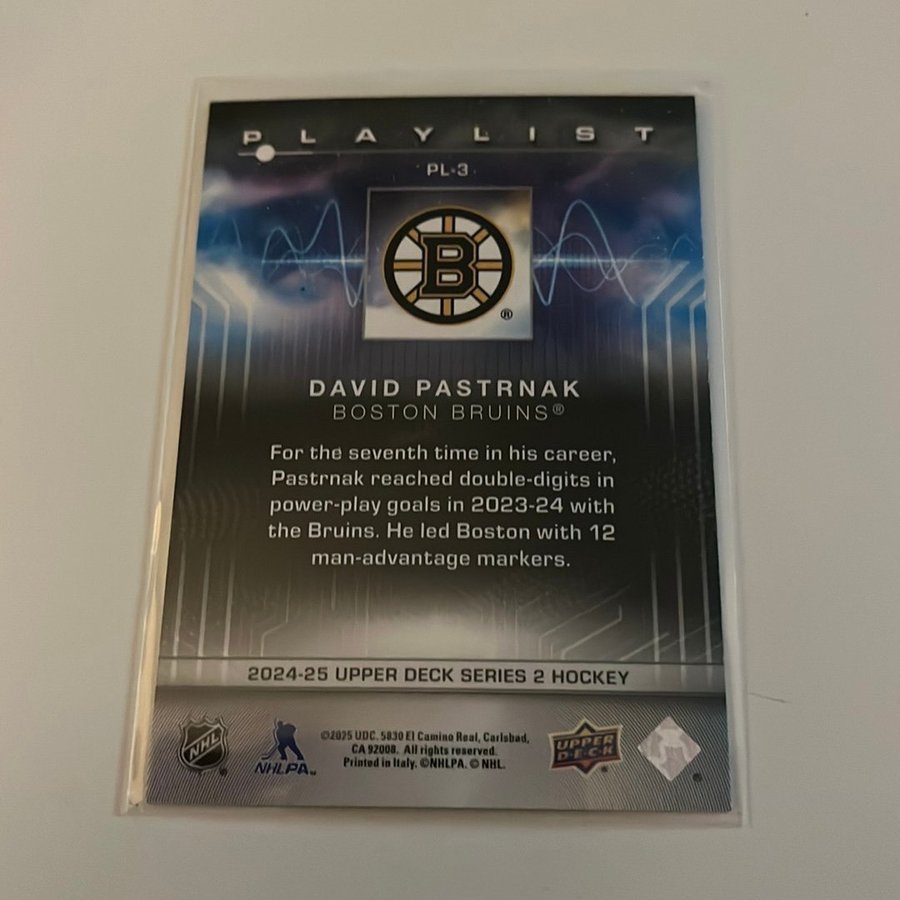 PLAYLIST
PL-3
B
®
DAVID PASTRNAK
BOSTON BRUINS®
For the seventh time in his career,
Pastrnak reached double-digits in
power-play goals in 2023-24 with
the Bruins. He led Boston with 12
man-advantage markers.
2024-25 UPPER DECK SERIES 2 HOCKEY
NHL
®
NHLPA™
©2025 UDC. 5830 El Camino Real, Carlsbad,
CA 92008. All rights reserved.
Printed in Italy. ©NHLPA. © NHL.
UPPER
DECK
®